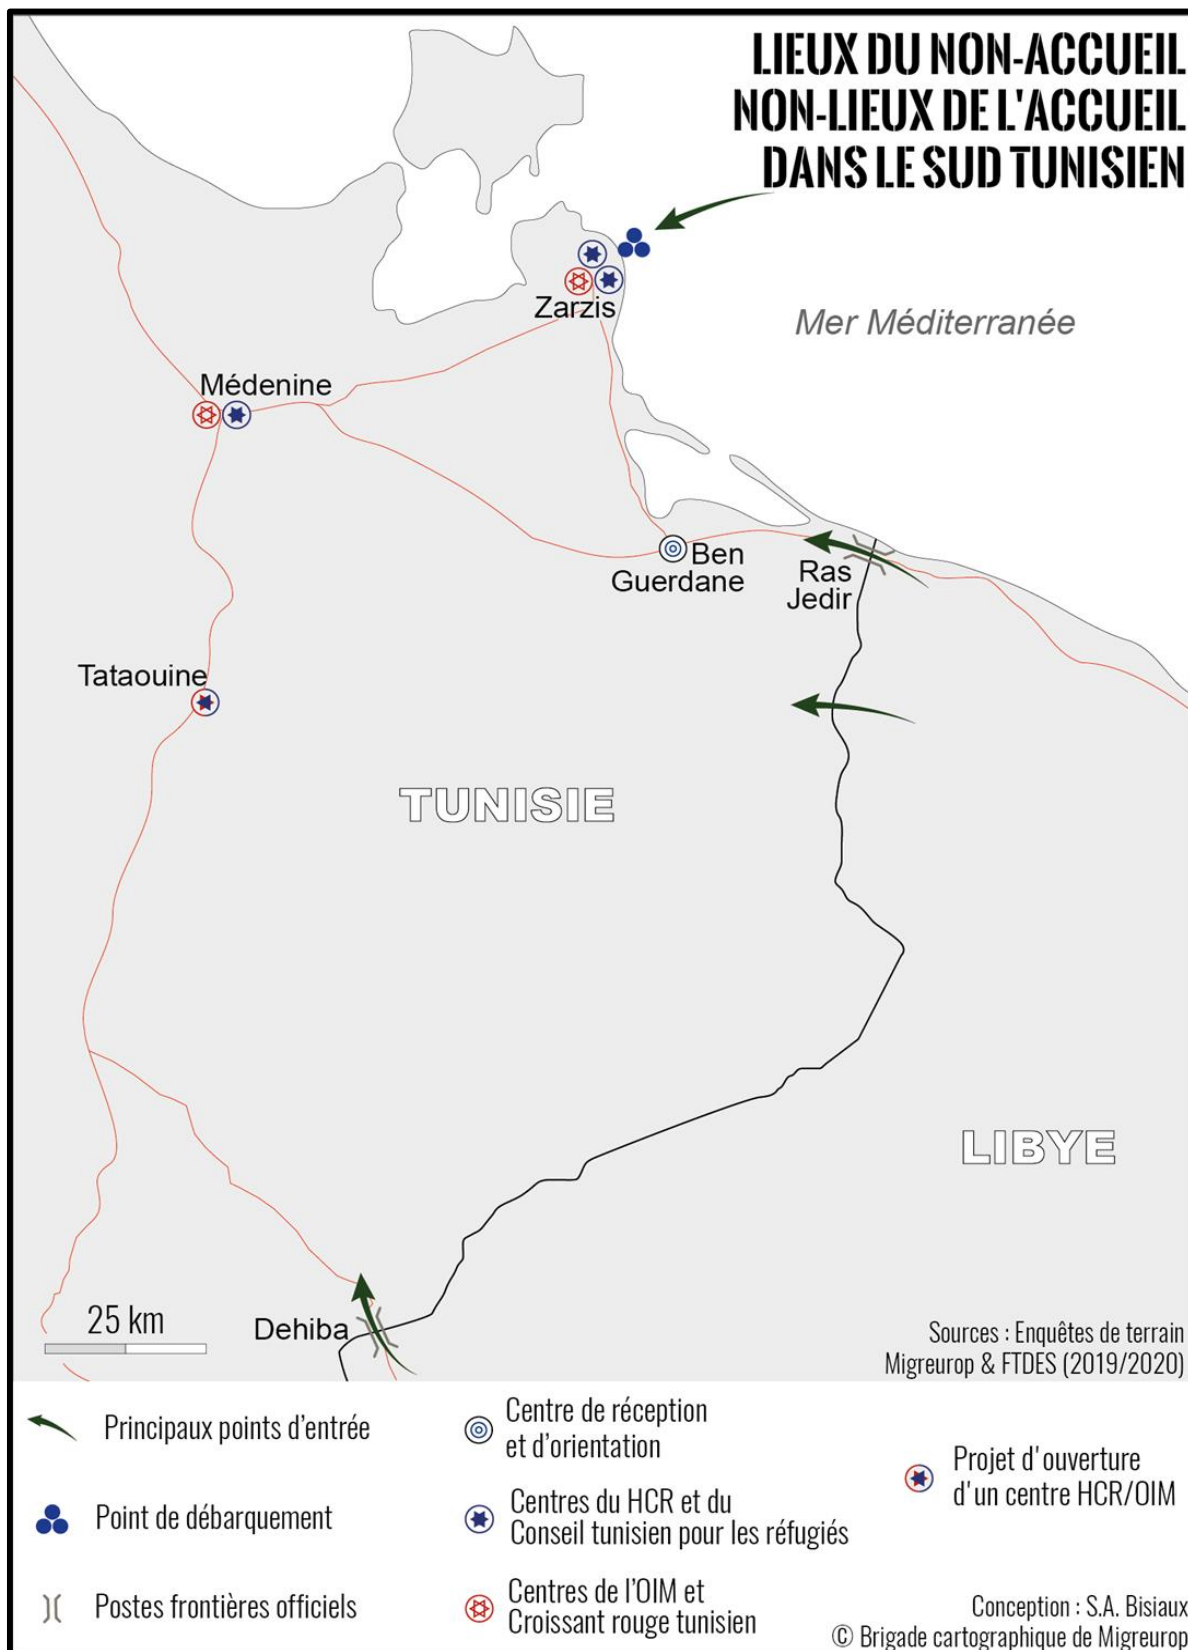 LIEUX DU NON-ACCUEIL
NON-LIEUX DE L'ACCUEIL
DANS LE SUD TUNISIEN
Zarzis
Mer Méditerranée
Médenine
Ben
Guerdane
Ras
Jedir
Tataouine
TUNISIE
LIBYE
25 km
Dehiba
Sources : Enquêtes de terrain
Migreurop & FTDES (2019/2020)
Principaux points d'entrée
Point de débarquement
Postes frontières officiels
Centre de réception
et d'orientation
Centres du HCR et du
Conseil tunisien pour les réfugiés
Centres de l'OIM et
Croissant rouge tunisien
Projet d'ouverture
d'un centre HCR/OIM
Conception : S.A. Bisiaux
© Brigade cartographique de Migreurop